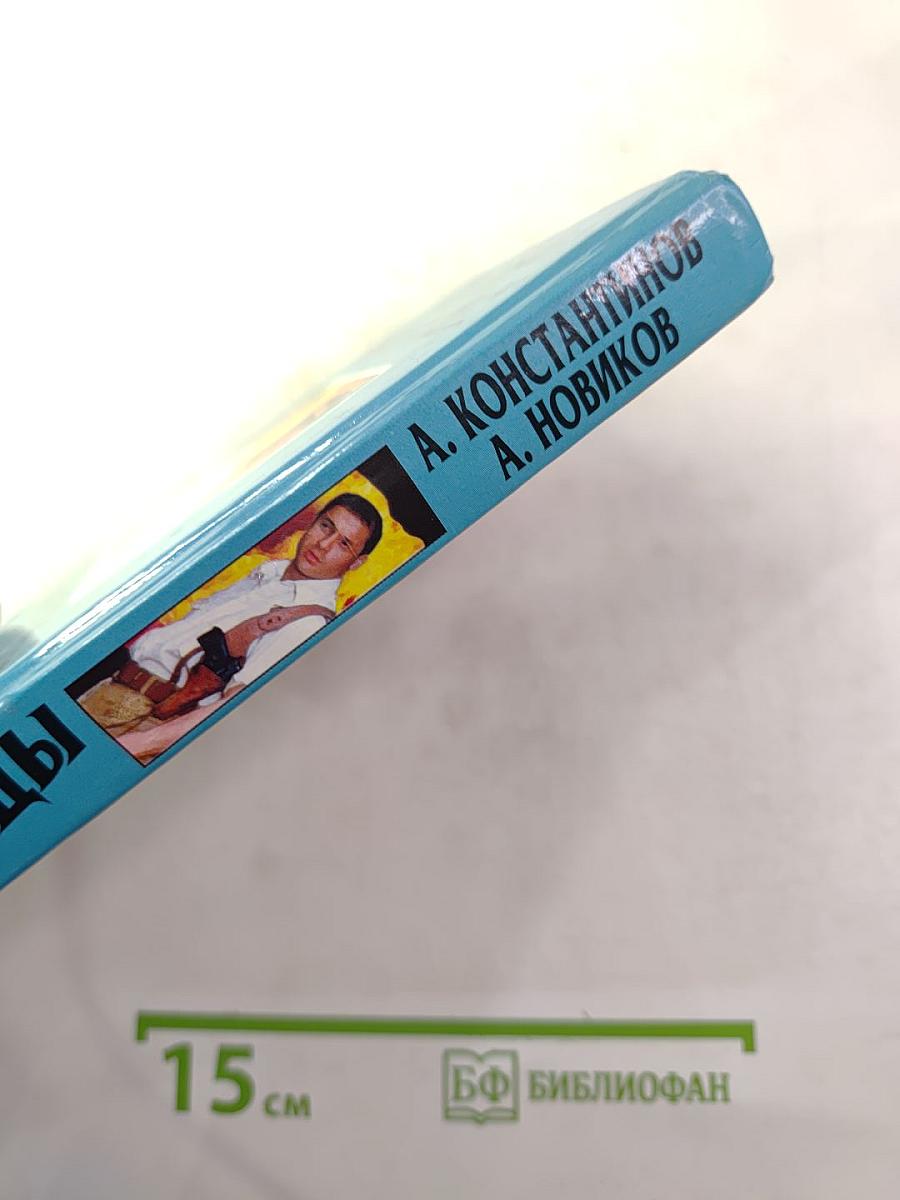 А. КОНСТАНТИНОВ
А. НОВИКОВ
15 см
БФ БИБЛИОФАН